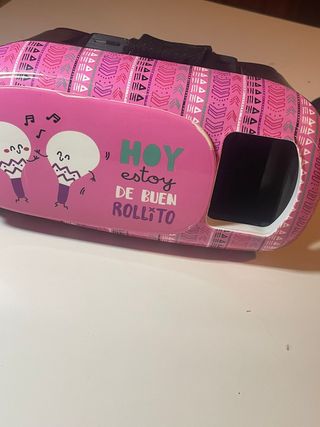 HOY
estoy
DE BUEN
ROLLITO